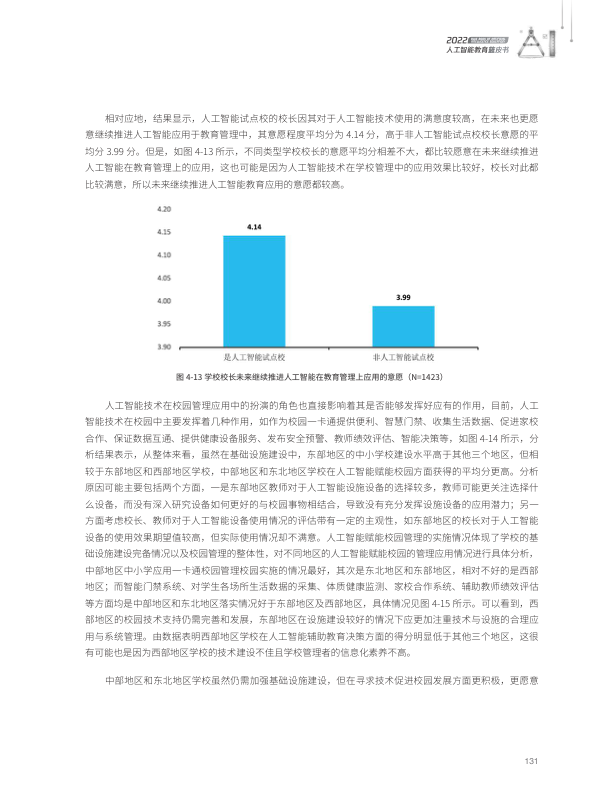 2022
人工智能教育蓝皮书
相对应地，结果显示，人工智能试点校的校长因其对于人工智能技术使用的满意度较高，在未来也更愿
意继续推进人工智能应用于教育管理中，其意愿程度平均分为 4.14 分，高于非人工智能试点校校长意愿的平
均分 3.99 分。但是，如图 4-13 所示，不同类型学校校长的意愿平均分相差不大，都比较愿意在未来继续推进
人工智能在教育管理上的应用，这也可能是因为人工智能技术在学校管理中的应用效果比较好，校长对此都
比较满意，所以未来继续推进人工智能教育应用的意愿都较高。
4.20
4.15
4.10
4.05
4.00
3.95
3.90
4.14
3.99
是人工智能试点校
非人工智能试点校
图 4-13 学校校长未来继续推进人工智能在教育管理上应用的意愿（N=1423）
人工智能技术在校园管理应用中的扮演的角色也直接影响着其是否能够发挥好应有的作用，目前，人工
智能技术在校园中主要发挥着几种作用，如作为校园一卡通提供便利、智慧门禁、收集生活数据、促进家校
合作、保证数据互通、提供健康设备服务、发布安全预警、教师绩效评估、智能决策等，如图 4-14 所示，分
析结果表示，从整体来看，虽然在基础设施建设中，东部地区的中小学校建设水平高于其他三个地区，但相
较于东部地区和西部地区学校，中部地区和东北地区学校在人工智能赋能校园方面获得的平均分更高。分析
原因可能主要包括两个方面，一是东部地区教师对于人工智能设施设备的选择较多，教师可能更关注选择什
么设备，而没有深入研究设备如何更好的与校园事物相结合，导致没有充分发挥设施设备的应用潜力；另一
方面考虑校长、教师对于人工智能设备使用情况的评估带有一定的主观性，如东部地区的校长对于人工智能
设备的使用效果期望值较高，但实际使用情况却不满意。人工智能赋能校园管理的实施情况体现了学校的基
础设施建设完备情况以及校园管理的整体性，对不同地区的人工智能赋能校园的管理应用情况进行具体分析，
中部地区中小学应用一卡通校园管理校园实施的情况最好，其次是东北地区和东部地区，相对不好的是西部
地区；而智能门禁系统、对学生各场所生活数据的采集、体质健康监测、家校合作系统、辅助教师绩效评估
等方面均是中部地区和东北地区落实情况好于东部地区及西部地区，具体情况见图 4-15 所示。可以看到，西
部地区的校园技术支持仍需完善和发展，东部地区在设施建设较好的情况下应更加注重技术与设施的合理应
用与系统管理。由数据表明西部地区学校在人工智能辅助教育决策方面的得分明显低于其他三个地区，这很
有可能也是因为西部地区学校的技术建设不佳且学校管理者的信息化素养不高。
中部地区和东北地区学校虽然仍需加强基础设施建设，但在寻求技术促进校园发展方面更积极，更愿意
131